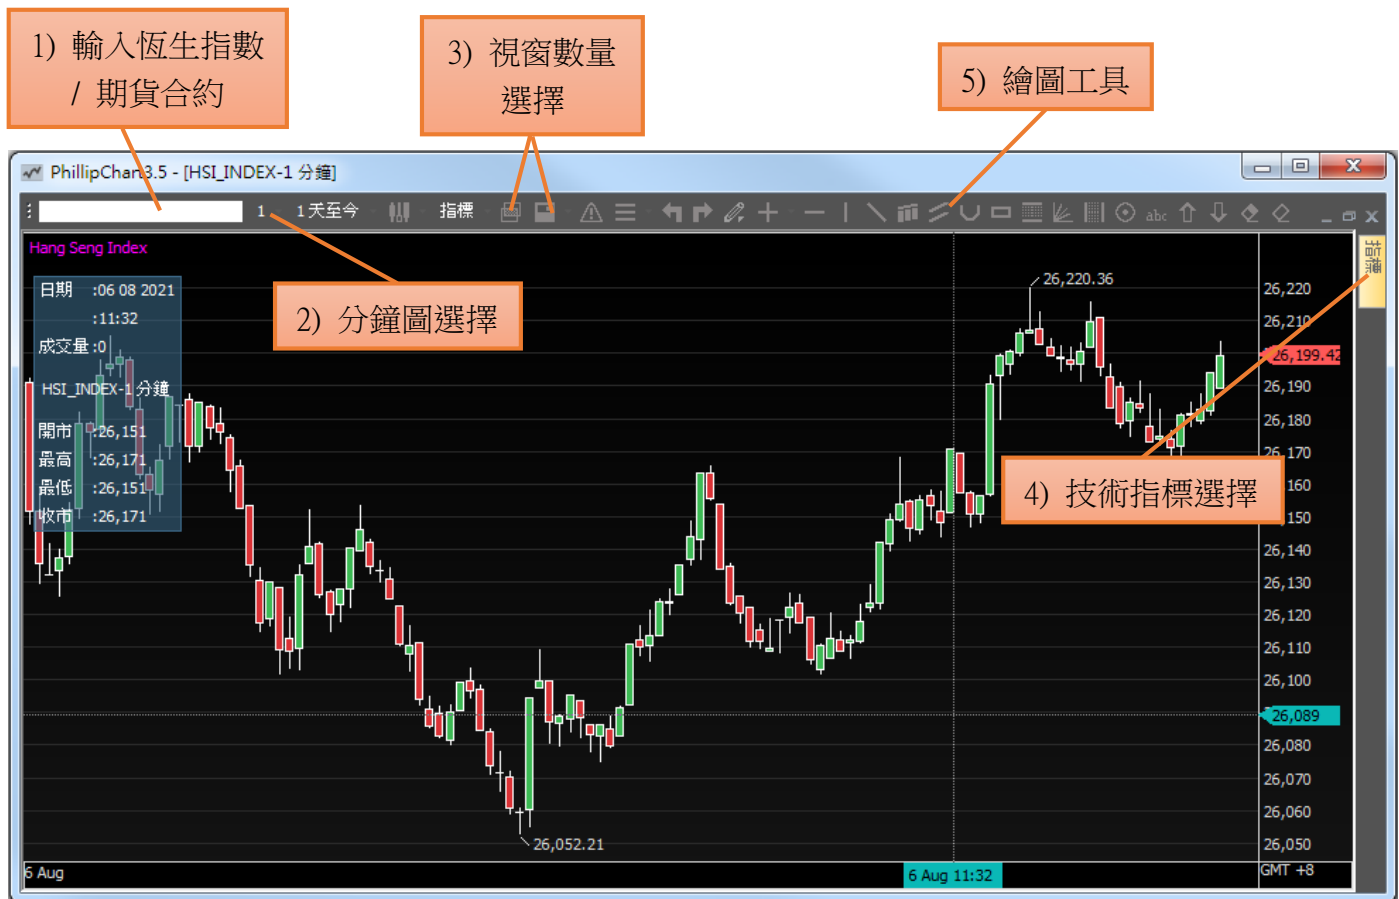 1) 輸入恆生指數
/ 期貨合約
3) 視窗數量
選擇
5) 繪圖工具
PhillipChart3.5 - [HSI_INDEX-1 分鐘]
1 1天至今 指標 abc
Hang Seng Index
指標
日期 :06 08 2021
:11:32
成交量:0
HSI_INDEX-1分鐘
開市 :26,151
最高 :26,171
最低 :26,151
收市 :26,171
2) 分鐘圖選擇
4) 技術指標選擇
26,220.36
26,052.21
26,220
26,210
26,199.42
26,190
26,180
26,170
26,160
26,150
26,140
26,130
26,120
26,110
26,100
26,089
26,080
26,070
26,060
26,050
6 Aug
6 Aug 11:32
GMT +8